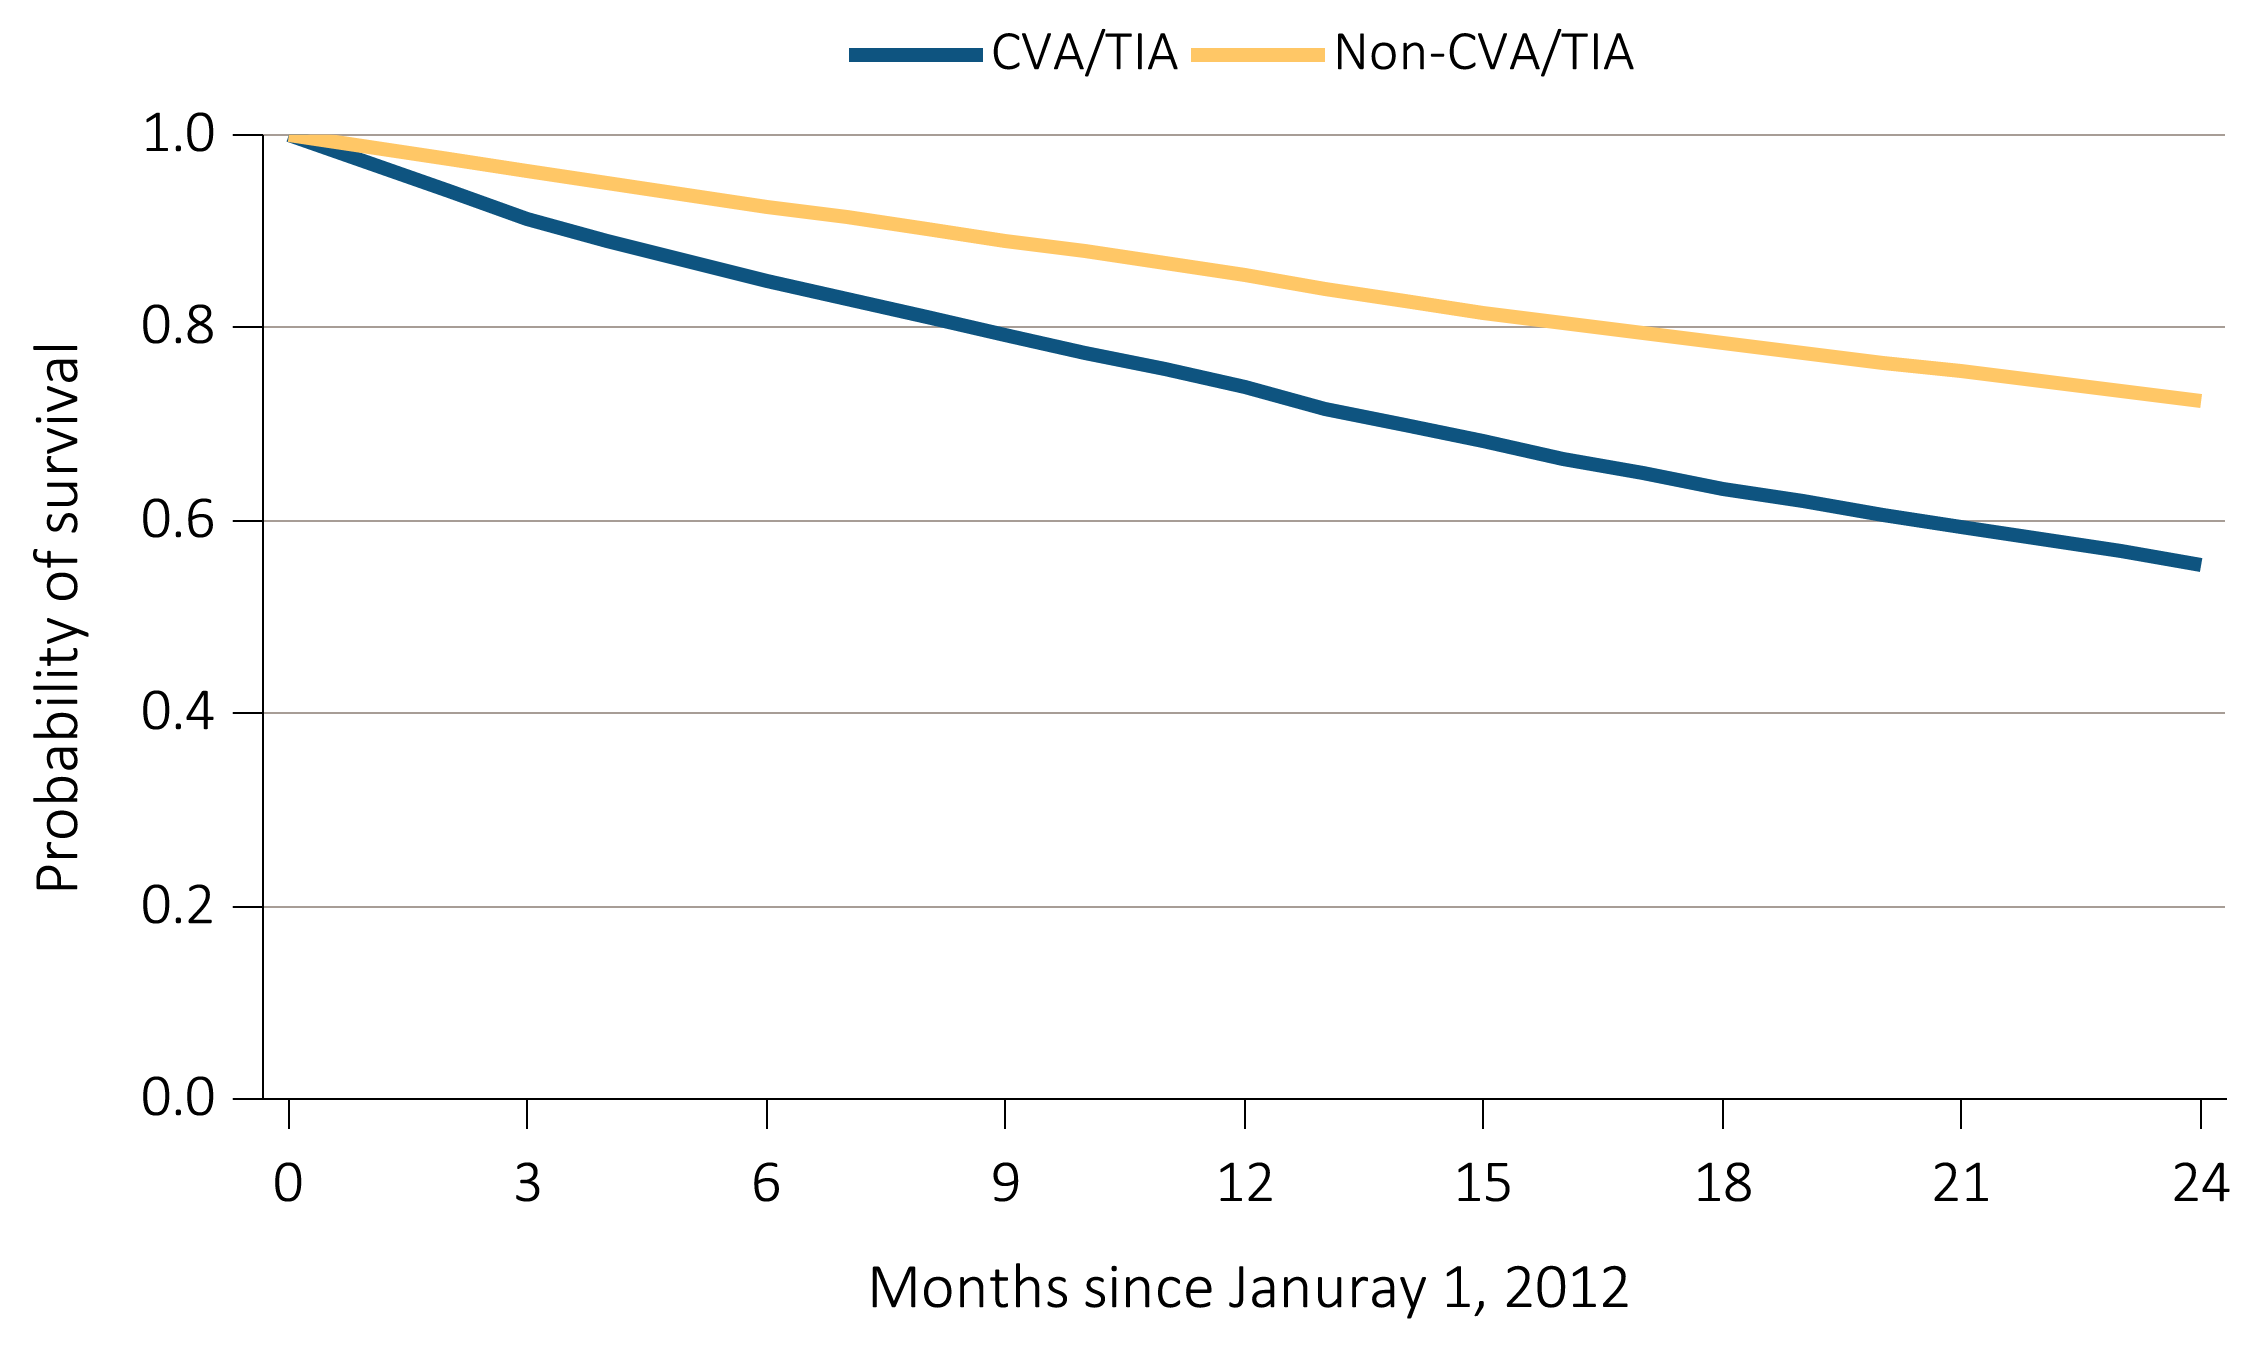 CVA/TIA Non-CVA/TIA
Probability of survival
1.0
0.8
0.6
0.4
0.2
0.0
0 3 6 9 12 15 18 21 24
Months since Januray 1, 2012